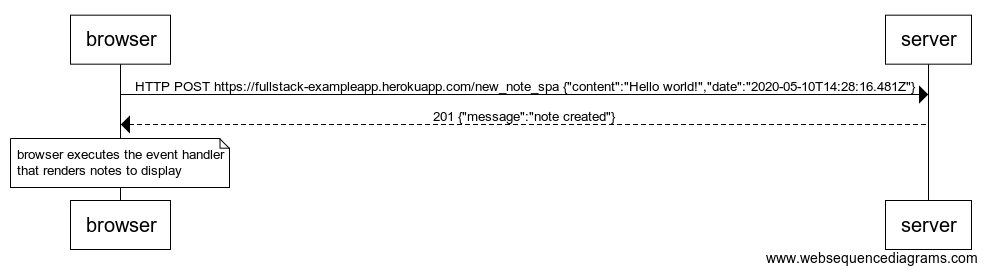 browser
server
HTTP POST https://fullstack-exampleapp.herokuapp.com/new_note_spa {"content":"Hello world!","date":"2020-05-10T14:28:16.481Z"}
201 {"message":"note created"}
browser executes the event handler
that renders notes to display
browser
server
www.websequencediagrams.com